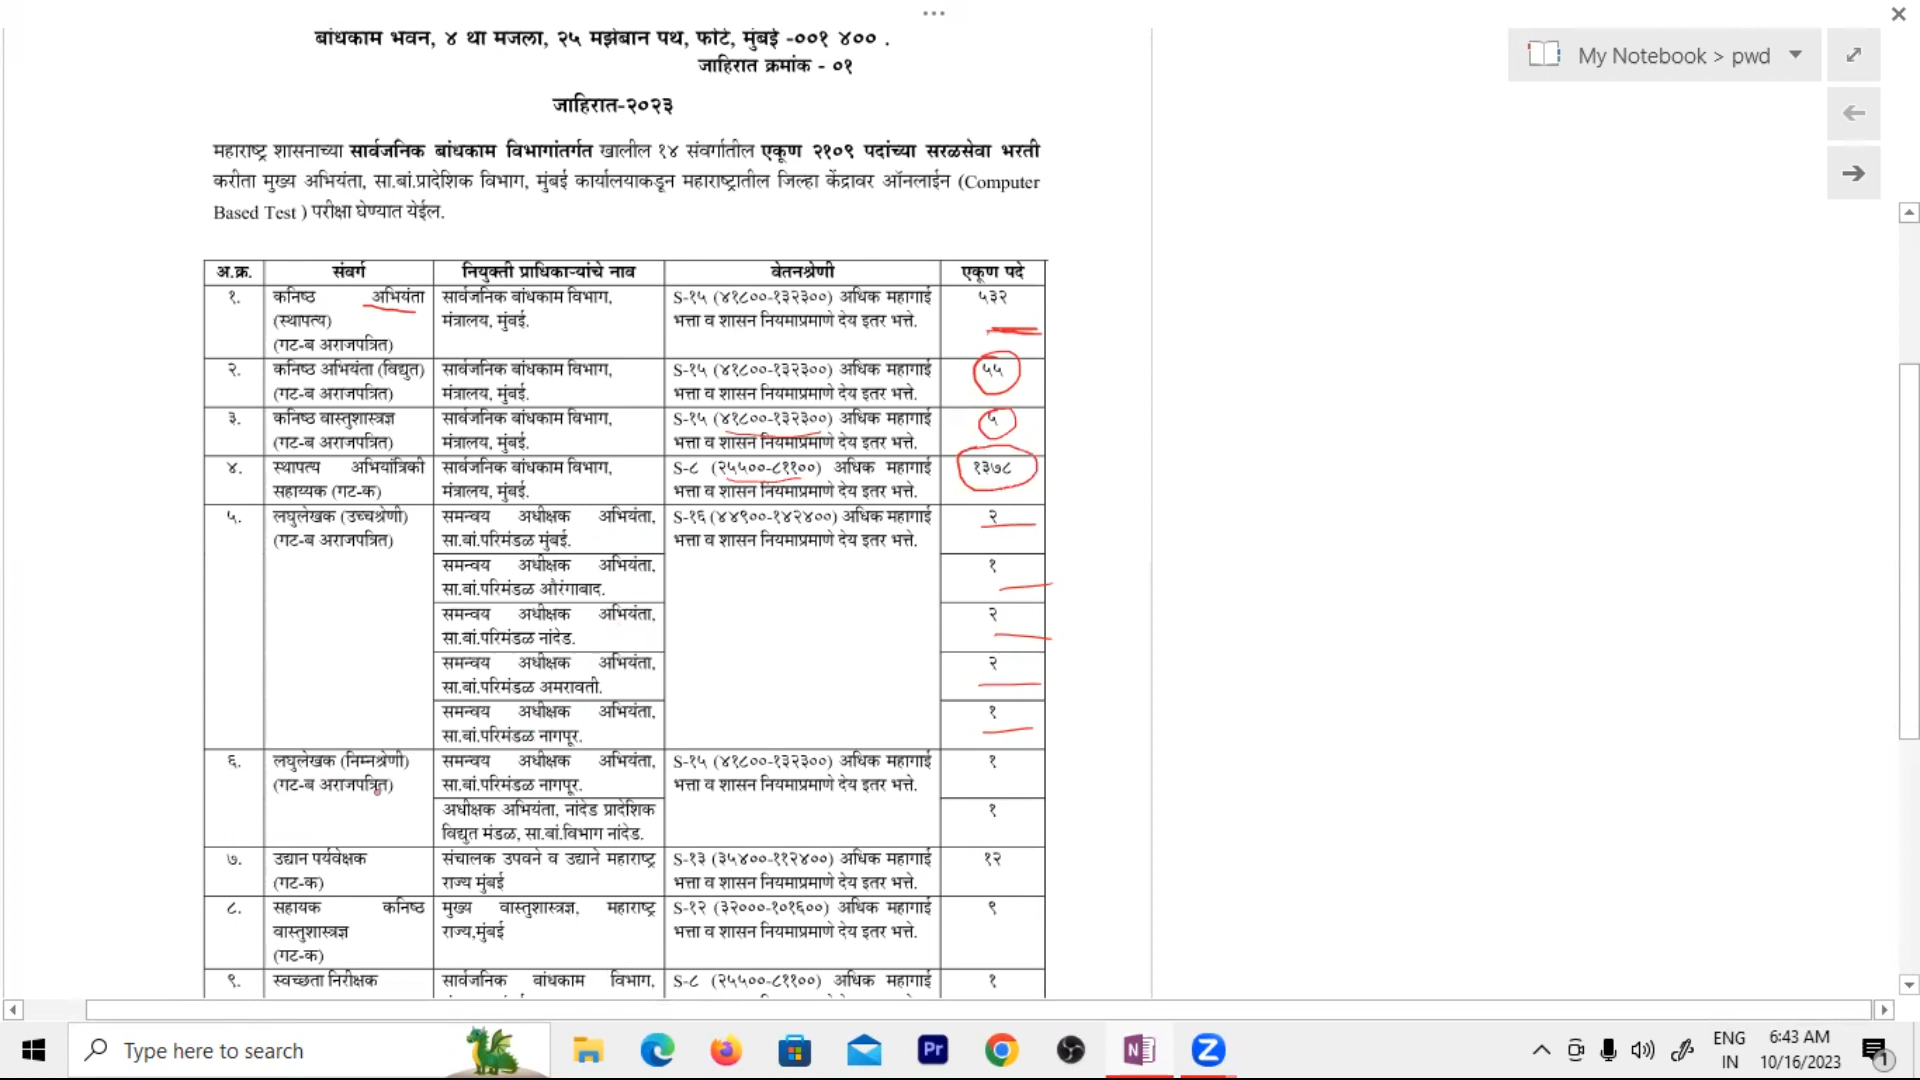 बांधकाम भवन, ४ था मजला, २५ मर्झबान पथ, फोर्ट, मुंबई -००१ ४०० .
जाहिरात क्रमांक - ०१
My Notebook > pwd
जाहिरात-२०२३
महाराष्ट्र शासनाच्या सार्वजनिक बांधकाम विभागांतर्गत खालील १४ संवर्गातील एकूण २१०९ पदांच्या सरळसेवा भरती
करीता मुख्य अभियंता, सा.बां.प्रादेशिक विभाग, मुंबई कार्यालयाकडून महाराष्ट्रातील जिल्हा केंद्रावर ऑनलाईन (Computer
Based Test ) परीक्षा घेण्यात येईल.
अ.क्र. संवर्ग नियुक्ती प्राधिकाऱ्यांचे नाव वेतनश्रेणी एकूण पदे
१. कनिष्ठ अभियंता सार्वजनिक बांधकाम विभाग, S-१५ (४१८००-१३२३००) अधिक महागाई ५३२
(स्थापत्य) मंत्रालय, मुंबई. भत्ता व शासन नियमाप्रमाणे देय इतर भत्ते.
(गट-ब अराजपत्रित)
२. कनिष्ठ अभियंता (विद्युत) सार्वजनिक बांधकाम विभाग, S-१५ (४१८००-१३२३००) अधिक महागाई ५५
(गट-ब अराजपत्रित) मंत्रालय, मुंबई. भत्ता व शासन नियमाप्रमाणे देय इतर भत्ते.
३. कनिष्ठ वास्तुशास्त्रज्ञ सार्वजनिक बांधकाम विभाग, S-१५ (४१८००-१३२३००) अधिक महागाई ५
(गट-ब अराजपत्रित) मंत्रालय, मुंबई. भत्ता व शासन नियमाप्रमाणे देय इतर भत्ते.
४. स्थापत्य अभियांत्रिकी सार्वजनिक बांधकाम विभाग, S-८ (२५५००-८११००) अधिक महागाई १३७८
सहाय्यक (गट-क) मंत्रालय, मुंबई. भत्ता व शासन नियमाप्रमाणे देय इतर भत्ते.
५. लघुलेखक (उच्चश्रेणी) समन्वय अधीक्षक अभियंता, S-१६ (४४९००-१४२४००) अधिक महागाई २
(गट-ब अराजपत्रित) सा.बां.परिमंडळ मुंबई. भत्ता व शासन नियमाप्रमाणे देय इतर भत्ते.
समन्वय अधीक्षक अभियंता, १
सा.बां.परिमंडळ औरंगाबाद.
समन्वय अधीक्षक अभियंता, २
सा.बां.परिमंडळ नांदेड.
समन्वय अधीक्षक अभियंता, २
सा.बां.परिमंडळ अमरावती.
समन्वय अधीक्षक अभियंता, १
सा.बां.परिमंडळ नागपूर.
६. लघुलेखक (निम्नश्रेणी) समन्वय अधीक्षक अभियंता, S-१५ (४१८००-१३२३००) अधिक महागाई १
(गट-ब अराजपत्रित) सा.बां.परिमंडळ नागपूर. भत्ता व शासन नियमाप्रमाणे देय इतर भत्ते.
अधीक्षक अभियंता, नांदेड प्रादेशिक १
विद्युत मंडळ, सा.बां.विभाग नांदेड.
७. उद्यान पर्यवेक्षक संचालक उपवने व उद्याने महाराष्ट्र S-१३ (३५४००-११२४००) अधिक महागाई १२
(गट-क) राज्य मुंबई भत्ता व शासन नियमाप्रमाणे देय इतर भत्ते.
८. सहायक कनिष्ठ मुख्य वास्तुशास्त्रज्ञ, महाराष्ट्र S-१२ (३२०००-१०१६००) अधिक महागाई ९
वास्तुशास्त्रज्ञ राज्य,मुंबई भत्ता व शासन नियमाप्रमाणे देय इतर भत्ते.
(गट-क)
९. स्वच्छता निरीक्षक सार्वजनिक बांधकाम विभाग, S-८ (२५५००-८११००) अधिक महागाई १
Type here to search
Pr
N
Z
ENG
IN
6:43 AM
10/16/2023
1